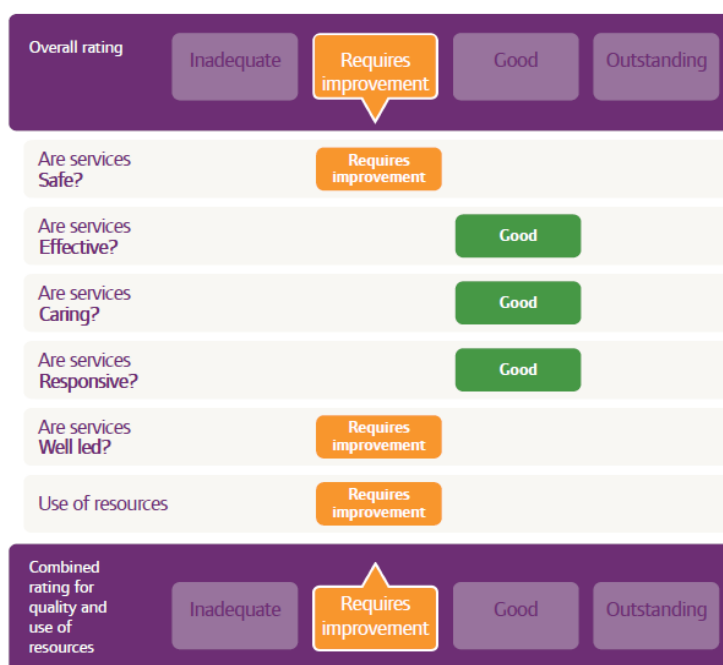 Overall rating
Inadequate
Requires
improvement
Good
Outstanding
Are services
Safe?
Requires
improvement
Are services
Effective?
Good
Are services
Caring?
Good
Are services
Responsive?
Good
Are services
Well led?
Requires
improvement
Use of resources
Requires
improvement
Combined
rating for
quality and
use of
resources
Inadequate
Requires
improvement
Good
Outstanding